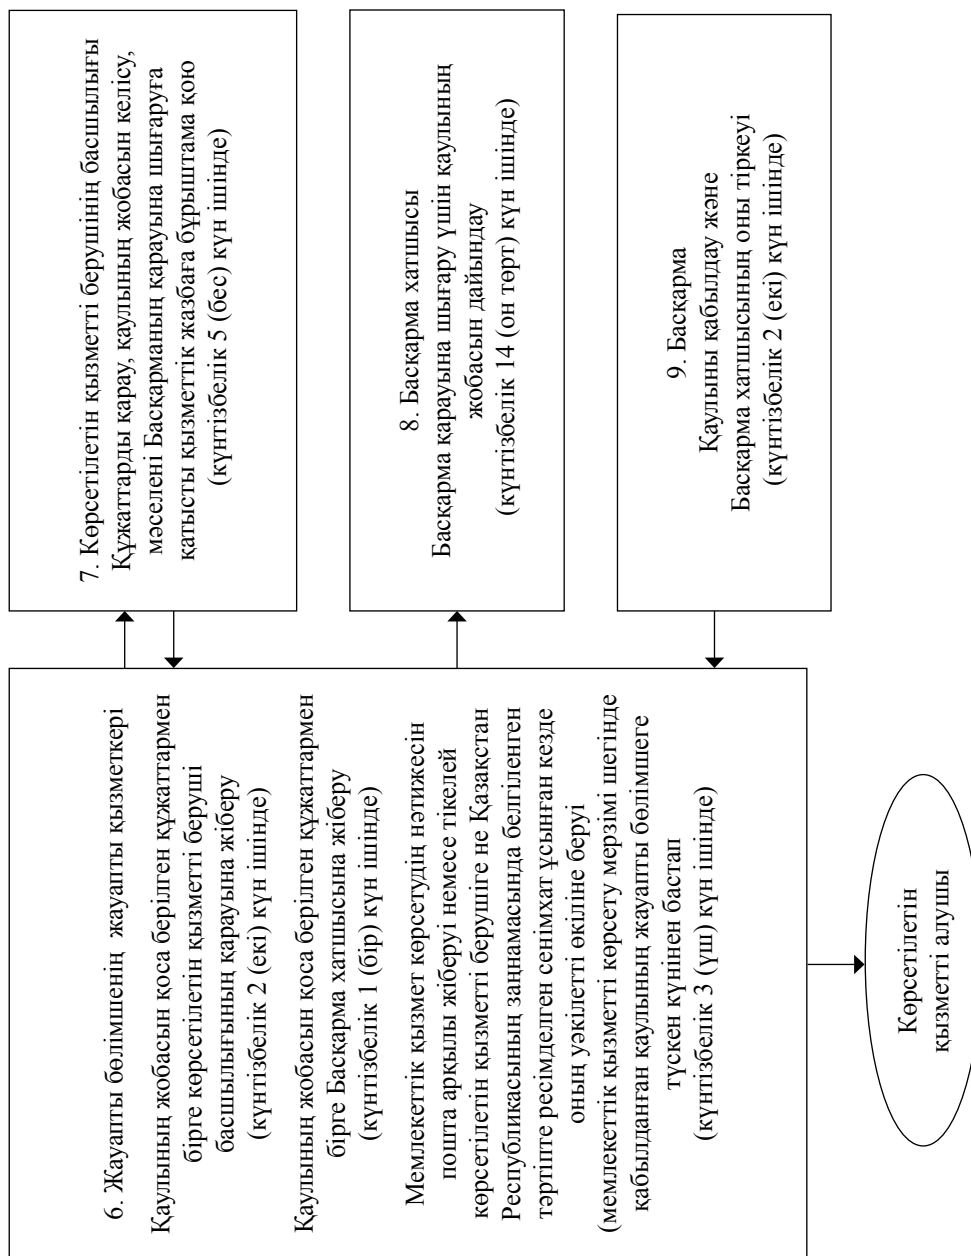 6. Жауапты бөлімшенің жауапты қызметкері
Қаулының жобасын қоса берілген құжаттармен
бірге көрсетілетін қызметті беруші
басшылығының қарауына жіберу
(күнтізбелік 2 (екі) күн ішінде)
Қаулының жобасын қоса берілген құжаттармен
бірге Басқарма хатшысына жіберу
(күнтізбелік 1 (бір) күн ішінде)
Мемлекеттік қызмет көрсетудің нәтижесін
пошта арқылы жіберуі немесе тікелей
көрсетілетін қызметті берушіге не Қазақстан
Республикасының заңнамасында белгіленген
тәртіпте ресімделген сенімхат ұсынған кезде
оның уәкілетті өкіліне беруі
(мемлекеттік қызметті көрсету мерзімі шегінде
қабылданған қаулының жауапты бөлімшеге
түскен күнінен бастап
(күнтізбелік 3 (үш) күн ішінде)
7. Көрсетілетін қызметті берушінің басшылығы
Құжаттарды қарау, қаулының жобасын келісу,
мәселені Басқарманың қарауына шығаруға
қатысты қызметтік жазбаға бұрыштама қою
(күнтізбелік 5 (бес) күн ішінде)
8. Басқарма хатшысы
Басқарма қарауына шығару үшін қаулының
жобасын дайындау
(күнтізбелік 14 (он төрт) күн ішінде)
9. Басқарма
Қаулыны қабылдау және
Басқарма хатшысының оны тіркеуі
(күнтізбелік 2 (екі) күн ішінде)
Көрсетілетін
қызметті алушы